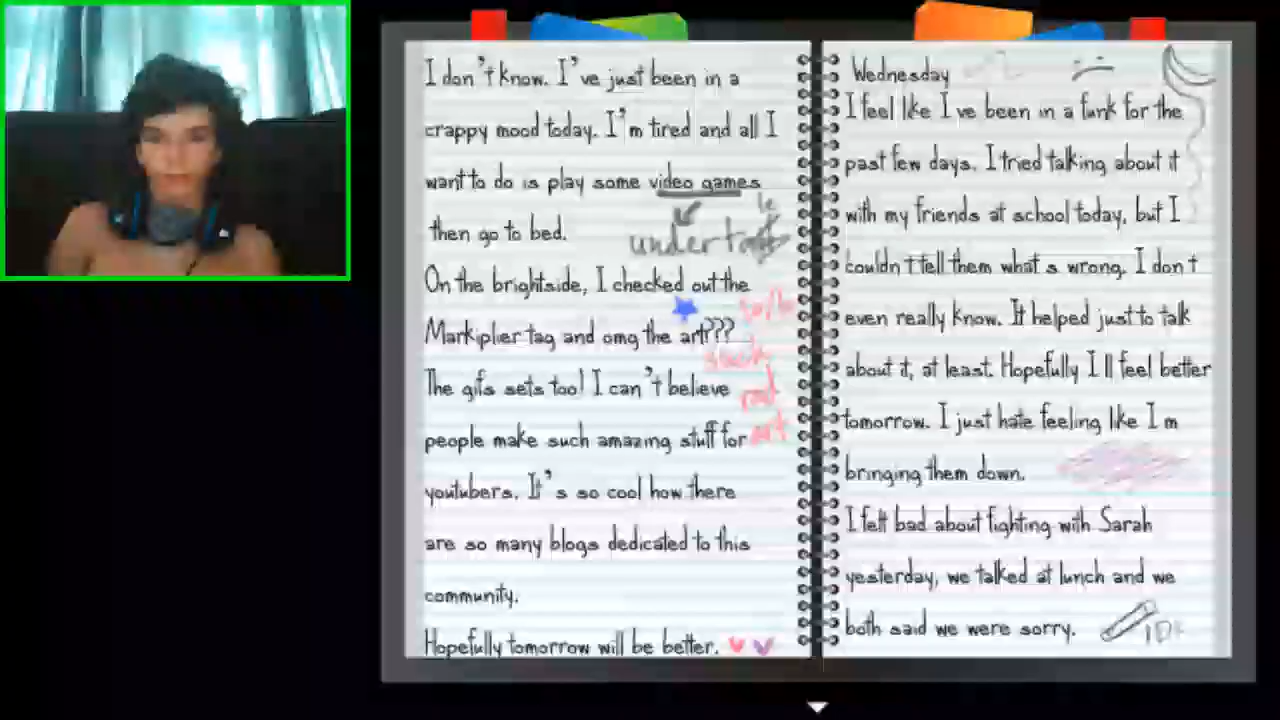 I don't know. I've just been in a
crappy mood today. I'm tired and all I
want to do is play some video games
undertale
then go to bed.
On the brightside, I checked out the
Markiplier tag and omg the art???
such
rad
art
The gifs sets too! I can't believe
people make such amazing stuff for
youtubers. It's so cool how there
are so many blogs dedicated to this
community.
Hopefully tomorrow will be better.
Wednesday
I feel like I ve been in a funk for the
past few days. I tried talking about it
with my friends at school today, but I
couldn t tell them what s wrong. I don t
even really know. It helped just to talk
about it, at least. Hopefully I ll feel better
tomorrow. I just hate feeling like I m
bringing them down.
I felt bad about fighting with Sarah
yesterday, we talked at lunch and we
both said we were sorry.